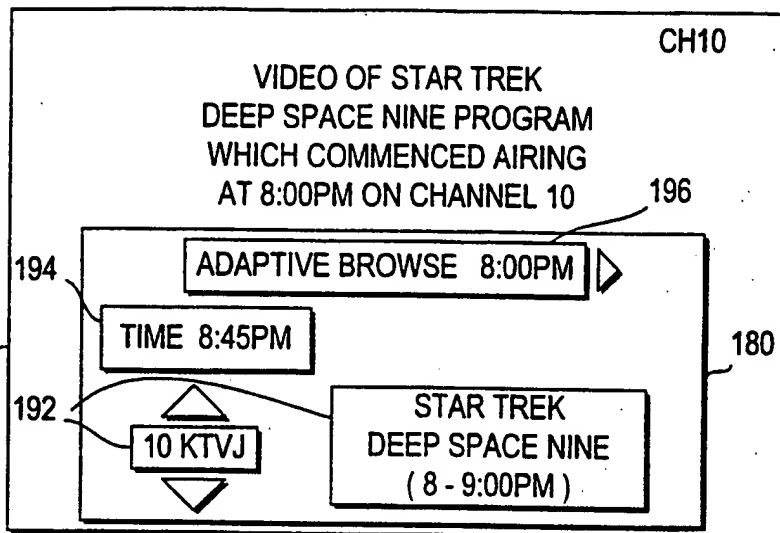 CH10
VIDEO OF STAR TREK
DEEP SPACE NINE PROGRAM
WHICH COMMENCED AIRING
AT 8:00PM ON CHANNEL 10
196
ADAPTIVE BROWSE 8:00PM
194
TIME 8:45PM
180
192
10 KTVJ
STAR TREK
DEEP SPACE NINE
( 8 - 9:00PM )